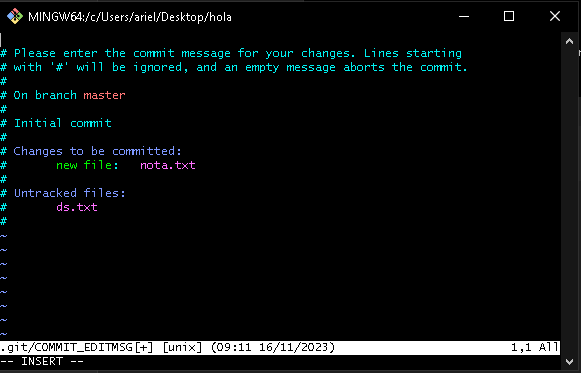 MINGW64:/c/Users/ariel/Desktop/hola
# Please enter the commit message for your changes. Lines starting
# with '#' will be ignored, and an empty message aborts the commit.
#
# On branch master
#
# Initial commit
#
# Changes to be committed:
#       new file:   nota.txt
#
# Untracked files:
#       ds.txt
#
~
~
~
~
~
~
~
~
.git/COMMIT_EDITMSG[+] [unix] (09:11 16/11/2023) 1,1 All
-- INSERT --